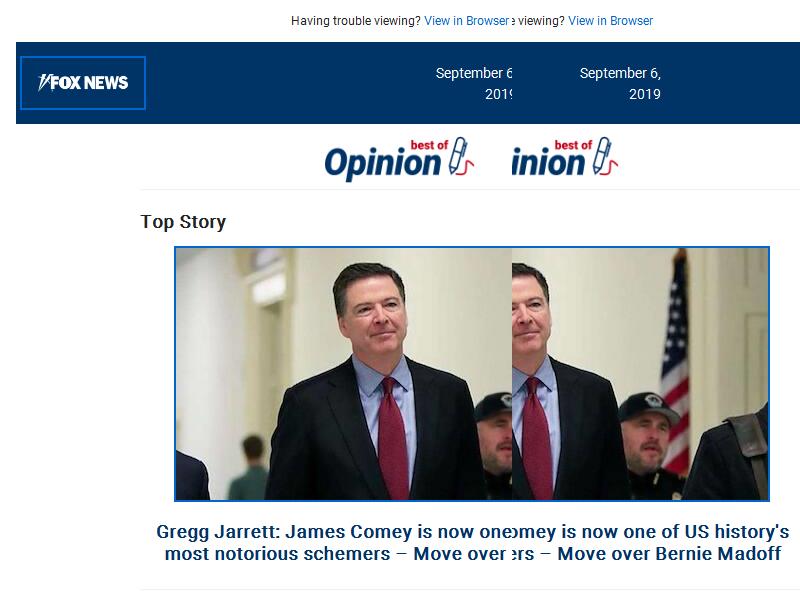 Having trouble viewing? View in Browser e viewing? View in Browser
FOX NEWS
September 6 September 6,
2019 2019
best of best of
Opinion inion
Top Story
Gregg Jarrett: James Comey is now one omey is now one of US history's
most notorious schemers – Move over ers – Move over Bernie Madoff